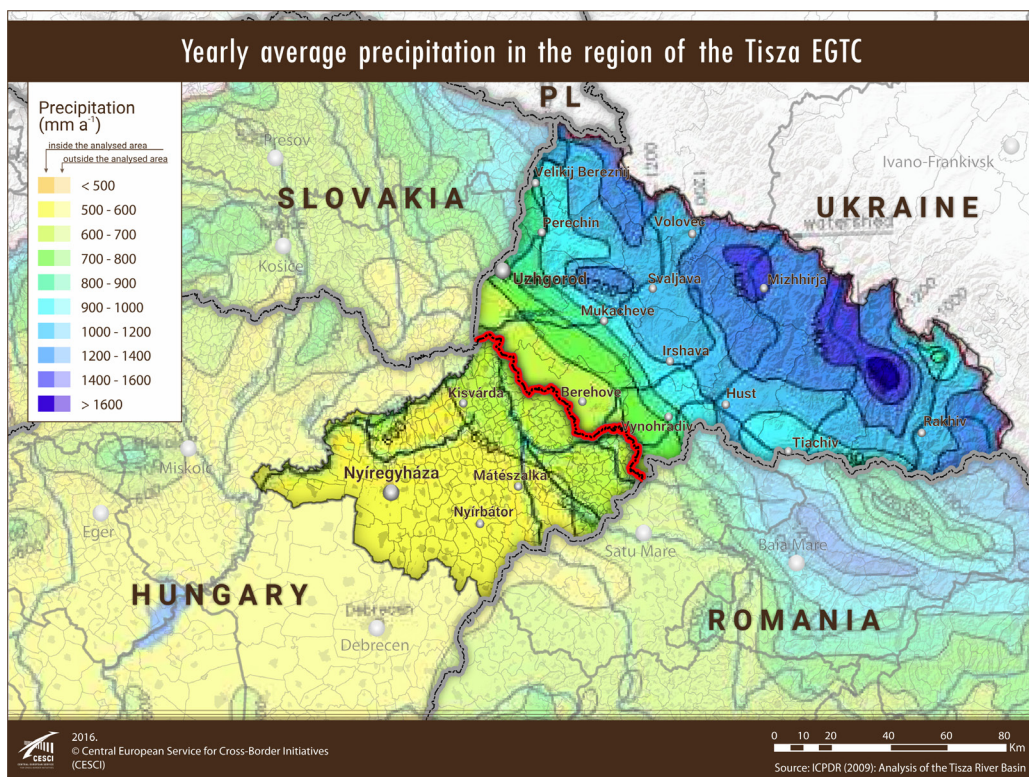 Yearly average precipitation in the region of the Tisza EGTC
Precipitation
(mm a⁻¹)
inside the analysed area
outside the analysed area
< 500
500 - 600
600 - 700
700 - 800
800 - 900
900 - 1000
1000 - 1200
1200 - 1400
1400 - 1600
> 1600
PL
Prešov
Ivano-Frankivsk
Velikij Bereznij
SLOVAKIA
UKRAINE
1200
Perechin
Volovec
watershed
Košice
Uzhgorod
Svaljava
Mizhhirja
Mukacheve
Irshava
Kisvárda
Berehove
Hust
Vynohradiv
Rakhiv
Tiachiv
Miskolc
Nyíregyháza
Mátészalka
Nyírbátor
Eger
Satu Mare
Baia Mare
HUNGARY
ROMANIA
Debrecen
Debrecen
CESCI
2016.
© Central European Service for Cross-Border Initiatives
(CESCI)
0 10 20 40 60 80
Km
Source: ICPDR (2009): Analysis of the Tisza River Basin